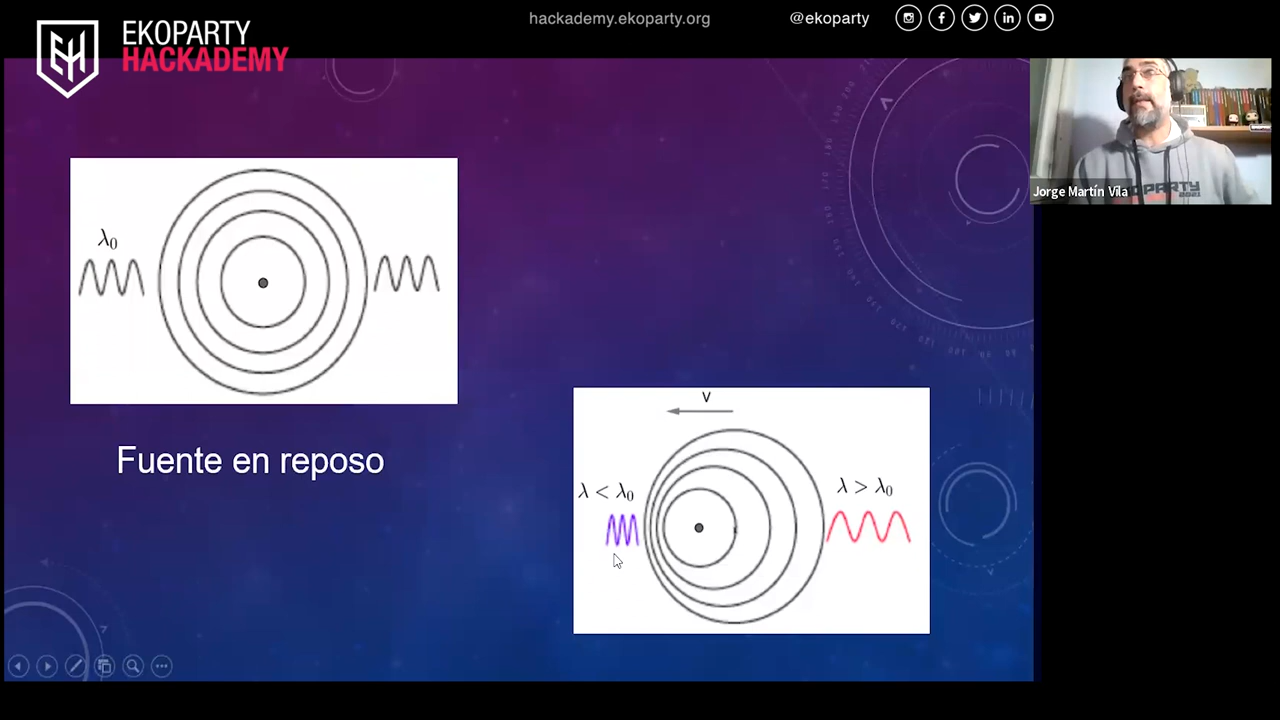 hackademy.ekoparty.org
@ekoparty
EKOPARTY
HACKADEMY
Jorge Martín Vila
λ₀
Fuente en reposo
v
λ < λ₀
λ > λ₀